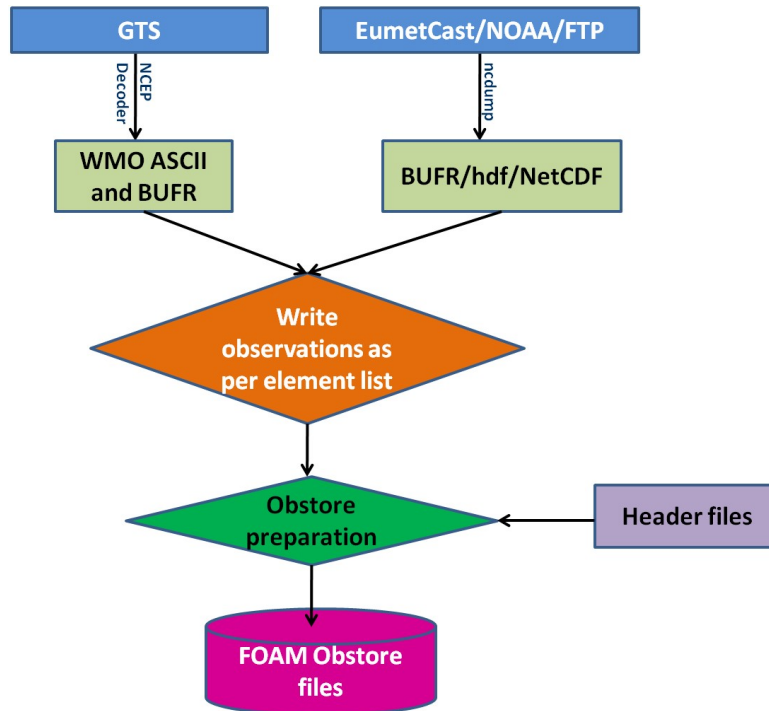 GTS
EumetCast/NOAA/FTP
NCEP
Decoder
ncdump
WMO ASCII
and BUFR
BUFR/hdf/NetCDF
Write
observations as
per element list
Obstore
preparation
Header files
FOAM Obstore
files